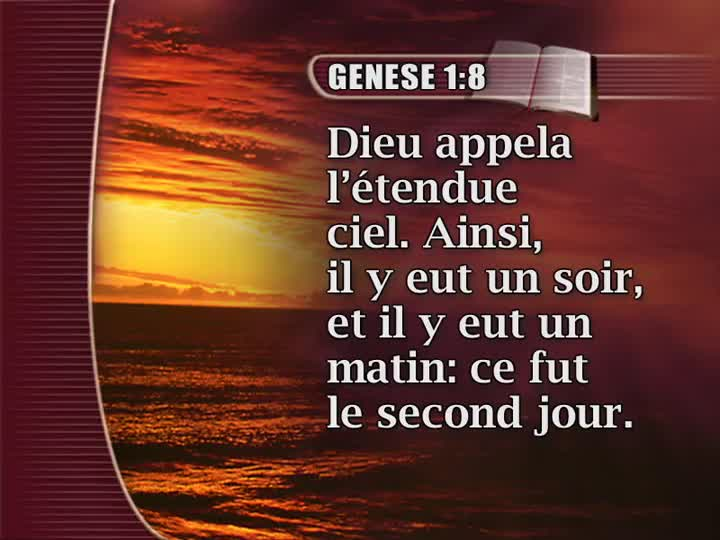 GENESE 1:8
Dieu appela
l’étendue
ciel. Ainsi,
il y eut un soir,
et il y eut un
matin: ce fut
le second jour.